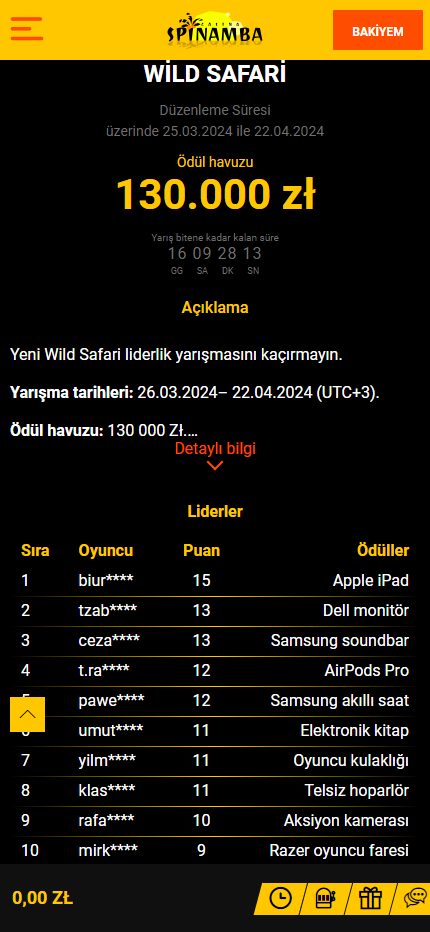 CASINO
SPINAMBA
BAKİYEM
WİLD SAFARİ
Düzenleme Süresi
üzerinde 25.03.2024 ile 22.04.2024
Ödül havuzu
130.000 zł
Yarış bitene kadar kalan süre
16 09 28 13
GG SA DK SN
Açıklama
Yeni Wild Safari liderlik yarışmasını kaçırmayın.
Yarışma tarihleri: 26.03.2024– 22.04.2024 (UTC+3).
Ödül havuzu: 130 000 Zł....
Detaylı bilgi
Liderler
Sıra Oyuncu Puan Ödüller
1 biur**** 15 Apple iPad
2 tzab**** 13 Dell monitör
3 ceza**** 13 Samsung soundbar
4 t.ra**** 12 AirPods Pro
pawe**** 12 Samsung akıllı saat
umut**** 11 Elektronik kitap
7 yilm**** 11 Oyuncu kulaklığı
8 klas**** 11 Telsiz hoparlör
9 rafa**** 10 Aksiyon kamerası
10 mirk**** 9 Razer oyuncu faresi
0,00 ZŁ